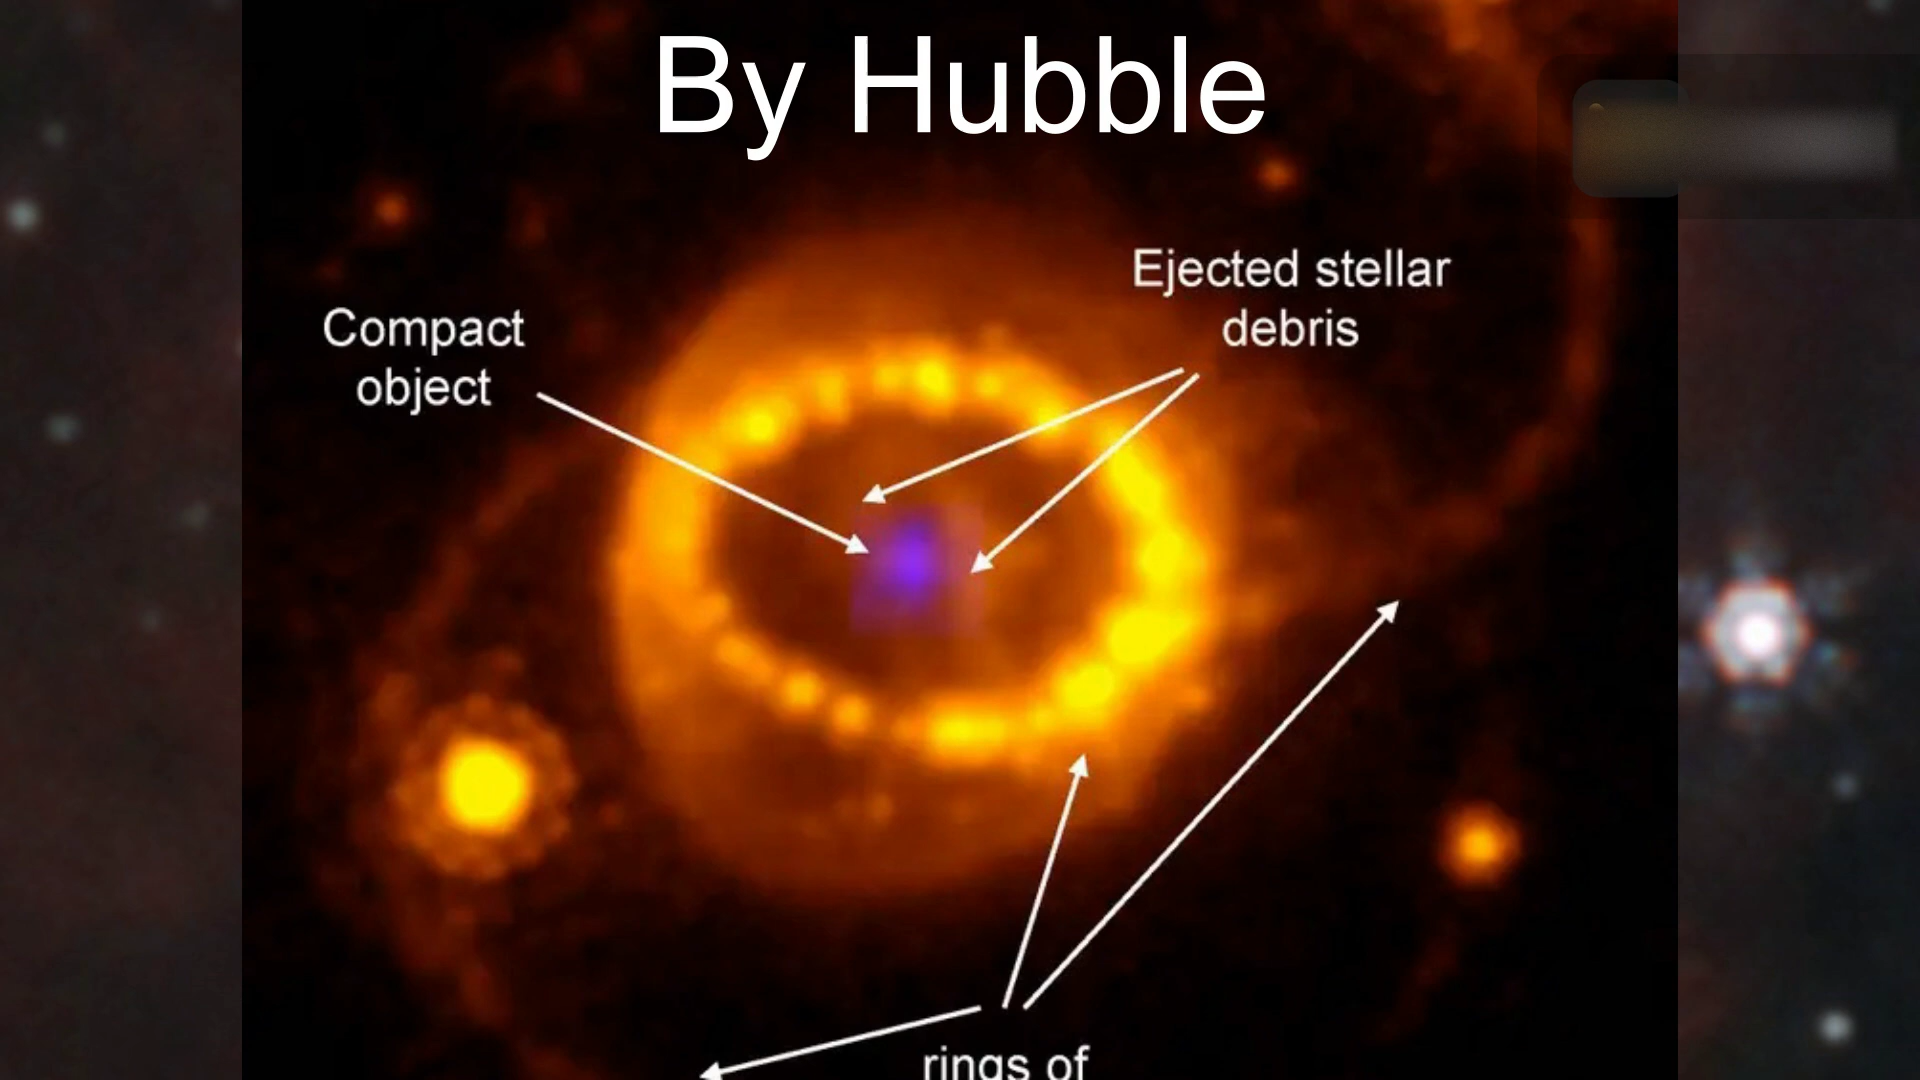 By Hubble
Ejected stellar
debris
Compact
object
rings of